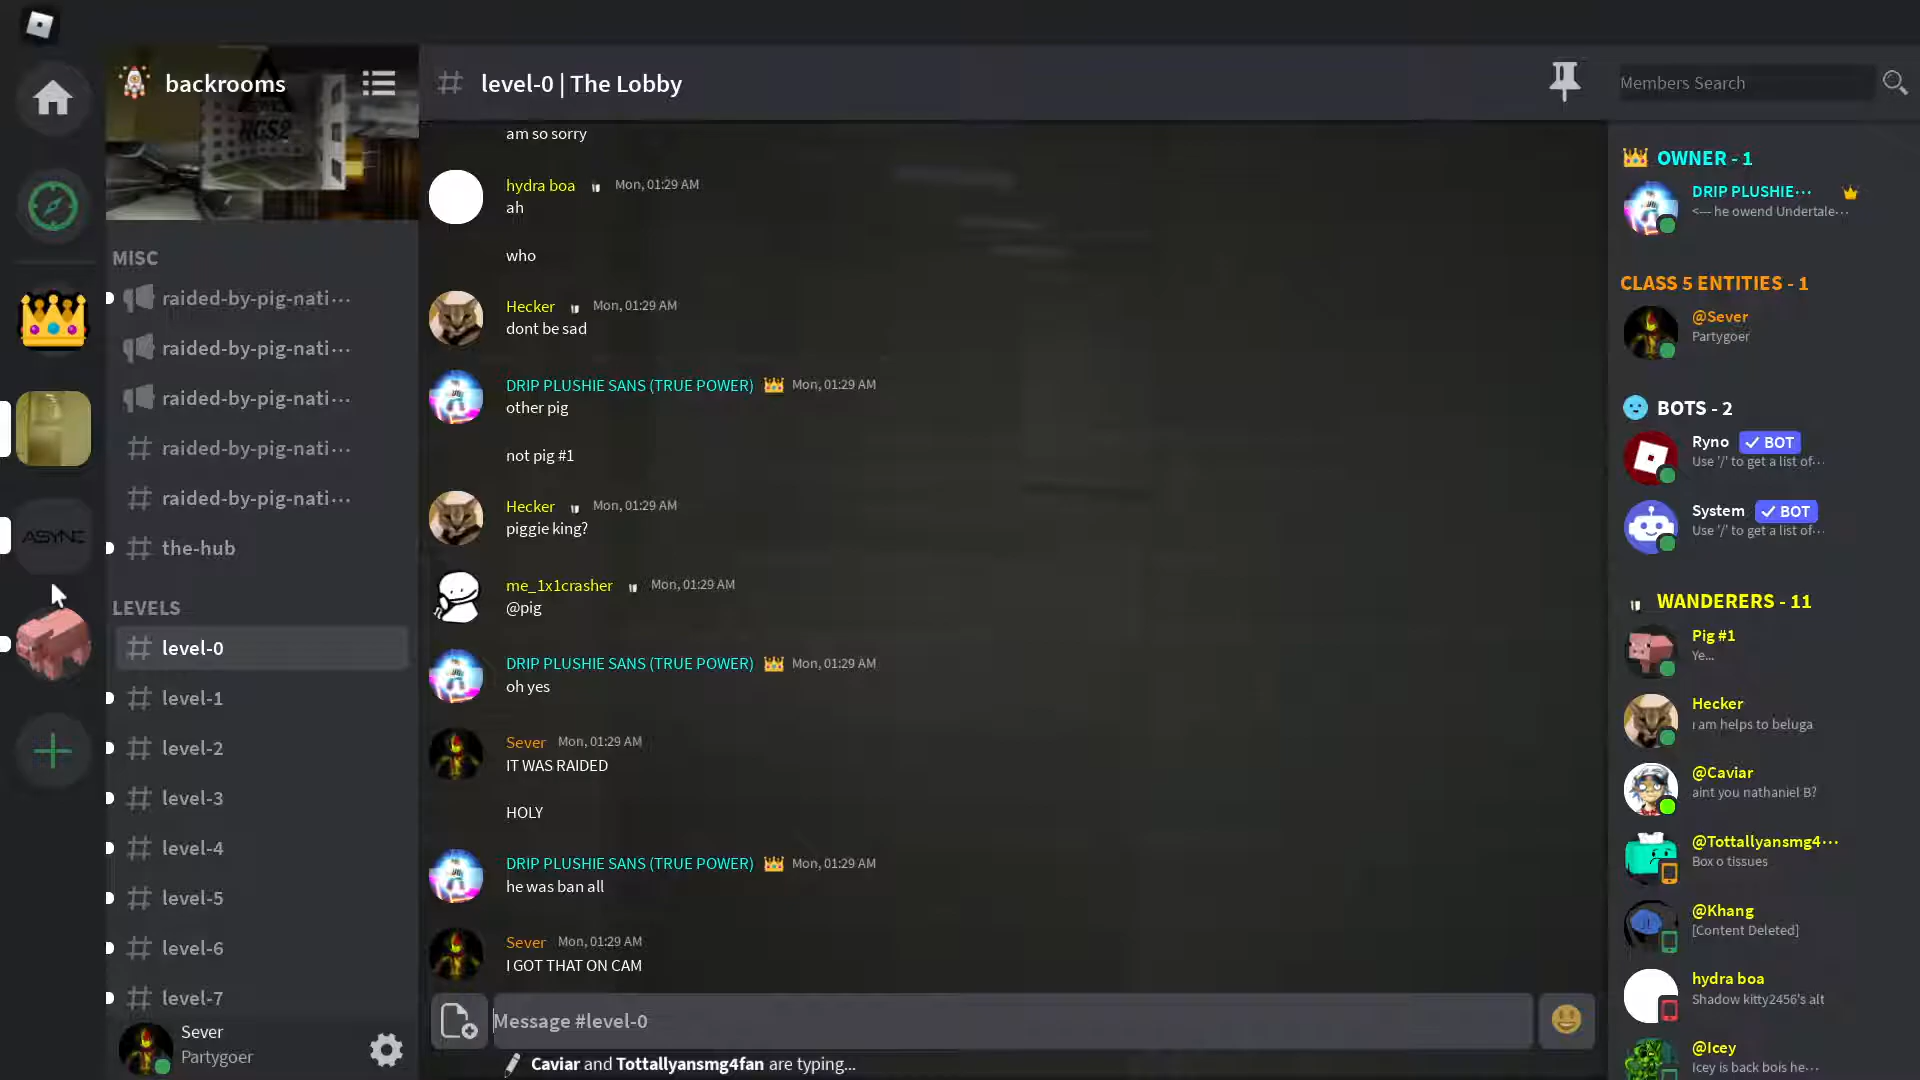 backrooms
level-0 | The Lobby
Members Search
RCS2
MISC
raided-by-pig-nati···
raided-by-pig-nati···
raided-by-pig-nati···
raided-by-pig-nati···
raided-by-pig-nati···
the-hub
ASYNC
LEVELS
level-0
level-1
level-2
level-3
level-4
level-5
level-6
level-7
Sever
Partygoer
am so sorry
hydra boa Mon, 01:29 AM
ah
who
Hecker Mon, 01:29 AM
dont be sad
DRIP PLUSHIE SANS (TRUE POWER) Mon, 01:29 AM
other pig
not pig #1
Hecker Mon, 01:29 AM
piggie king?
me_1x1crasher Mon, 01:29 AM
@pig
DRIP PLUSHIE SANS (TRUE POWER) Mon, 01:29 AM
oh yes
Sever Mon, 01:29 AM
IT WAS RAIDED
HOLY
DRIP PLUSHIE SANS (TRUE POWER) Mon, 01:29 AM
he was ban all
Sever Mon, 01:29 AM
I GOT THAT ON CAM
Message #level-0
Caviar and Tottallyansmg4fan are typing...
OWNER - 1
DRIP PLUSHIE···
<--- he owend Undertale···
CLASS 5 ENTITIES - 1
@Sever
Partygoer
BOTS - 2
Ryno ✓ BOT
Use '/' to get a list of···
System ✓ BOT
Use '/' to get a list of···
WANDERERS - 11
Pig #1
Ye...
Hecker
i am helps to beluga
@Caviar
aint you nathaniel B?
@Tottallyansmg4···
Box o tissues
@Khang
[Content Deleted]
hydra boa
Shadow kitty2456's alt
@Icey
Icey is back bois he···